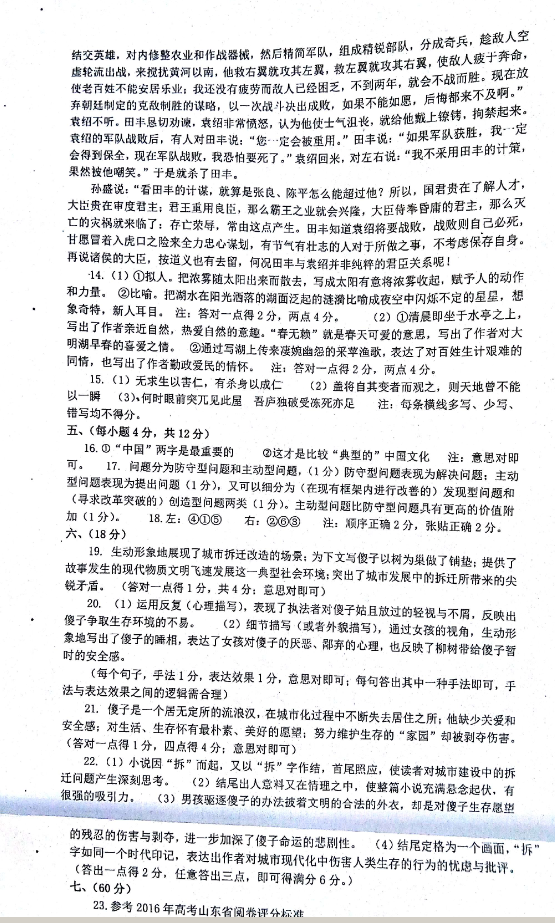 结交英雄，对内修整农业和作战器械，然后精简军队，组成精锐部队，分成奇兵，趁敌人空
虚轮流出战，来搅扰黄河以南，他救右翼就攻其左翼，救左翼就攻其右翼，使敌人疲于奔命，
使老百姓不能安居乐业；我还没有疲劳而敌人已经困乏，不到两年，就会不战而胜。现在放
弃朝廷制定的克敌制胜的谋略，以一次战斗决出成败，如果不能如愿，后悔都来不及啊。”
袁绍不听。田丰恳切劝谏，袁绍非常愤怒，认为他使士气沮丧，就给他戴上镣铐，拘禁起来。
袁绍的军队战败后，有人对田丰说：“您一定会被重用。”田丰说：“如果军队获胜，我一定
会得到保全，现在军队战败，我恐怕要死了。”袁绍回来，对左右说：“我不采用田丰的计策，
果然被他嘲笑。”于是就杀了田丰。
孙盛说：“看田丰的计谋，就算是张良、陈平怎么能超过他？所以，国君贵在了解人才，
大臣贵在审度君主；君王重用良臣，那么霸王之业就会兴隆，大臣侍奉昏庸的君主，那么灭
亡的灾祸就来临了：存亡荣辱，常由这点产生。田丰知道袁绍将要战败，战败则自己必死，
甘愿冒着入虎口之险来全力忠心谋划，有节气有壮志的人对于所做之事，不考虑保存自身。
再说诸侯的大臣，按道义也有去留，何况田丰与袁绍并非纯粹的君臣关系呢！
14.（1）①拟人。把浓雾随太阳出来而散去，写成太阳有意将浓雾收起，赋予人的动作
和力量。 ②比喻。把湖水在阳光洒落的湖面泛起的涟漪比喻成夜空中闪烁不定的星星，想
象奇特，新人耳目。 注：答对一点得2分，两点4分。 （2）①清晨即坐于水亭之上，
写出了作者亲近自然，热爱自然的意趣。“春无赖”就是春天可爱的意思，写出了作者对大
明湖早春的喜爱之情。 ②通过写湖上传来凄婉幽怨的采苹渔歌，表达了对百姓生计艰难的
同情，也写出了作者勤政爱民的情怀。 注：答对一点得2分，两点4分。
15.（1）无求生以害仁，有杀身以成仁 （2）盖将自其变者而观之，则天地曾不能
以一瞬 （3）何时眼前突兀见此屋 吾庐独破受冻死亦足 注：每条横线多写、少写、
错写均不得分。
五、（每小题4分，共12分）
16.①“中国”两字是最重要的 ②这才是比较“典型的”中国文化 注：意思对即
可。 17. 问题分为防守型问题和主动型问题，（1分）防守型问题表现为解决问题；主动
型问题表现为提出问题（1分），又可以细分为（在现有框架内进行改善的）发现型问题和
（寻求改革突破的）创造型问题两类（1分）。主动型问题比防守型问题具有更高的价值附
加（1分）。 18.左：④①⑤ 右：②⑥③ 注：顺序正确2分，张贴正确2分。
六、（18分）
19. 生动形象地展现了城市拆迁改造的场景；为下文写傻子以树为巢做了铺垫；提供了
故事发生的现代物质文明飞速发展这一典型社会环境；突出了城市发展中的拆迁所带来的尖
锐矛盾。 （答对一点得1分，共4分；意思对即可）
20. （1）运用反复（心理描写），表现了执法者对傻子姑且放过的轻视与不屑，反映出
傻子争取生存环境的不易。 （2）细节描写（或者外貌描写），通过女孩的视角，生动形
象地写出了傻子的睡相，表达了女孩对傻子的厌恶、鄙弃的心理，也反映了柳树带给傻子暂
时的安全感。
（每个句子，手法1分，表达效果1分，意思对即可；每句答出其中一种手法即可，手
法与表达效果之间的逻辑需合理）
21. 傻子是一个居无定所的流浪汉，在城市化过程中不断失去居住之所；他缺少关爱和
安全感；对生活、生存怀有最朴素、美好的愿望；努力维护生存的“家园”却被剥夺伤害。
（答对一点得1分，四点得4分；意思对即可）
22.（1）小说因“拆”而起，又以“拆”字作结，首尾照应，使读者对城市建设中的拆
迁问题产生深刻思考。 （2）结尾出人意料又在情理之中，使整篇小说充满悬念起伏、有
很强的吸引力。 （3）男孩驱逐傻子的办法披着文明的合法的外衣，却是对傻子生存愿望
的残忍的伤害与剥夺，进一步加深了傻子命运的悲剧性。 （4）结尾定格为一个画面，“拆”
字如同一个时代印记，表达出作者对城市现代化中伤害人类生存的行为的忧虑与批评。
（答出一点得2分，任意答出三点，即可得满分6分。）
七、（60分）
23.参考2016年高考山东省阅卷评分标准